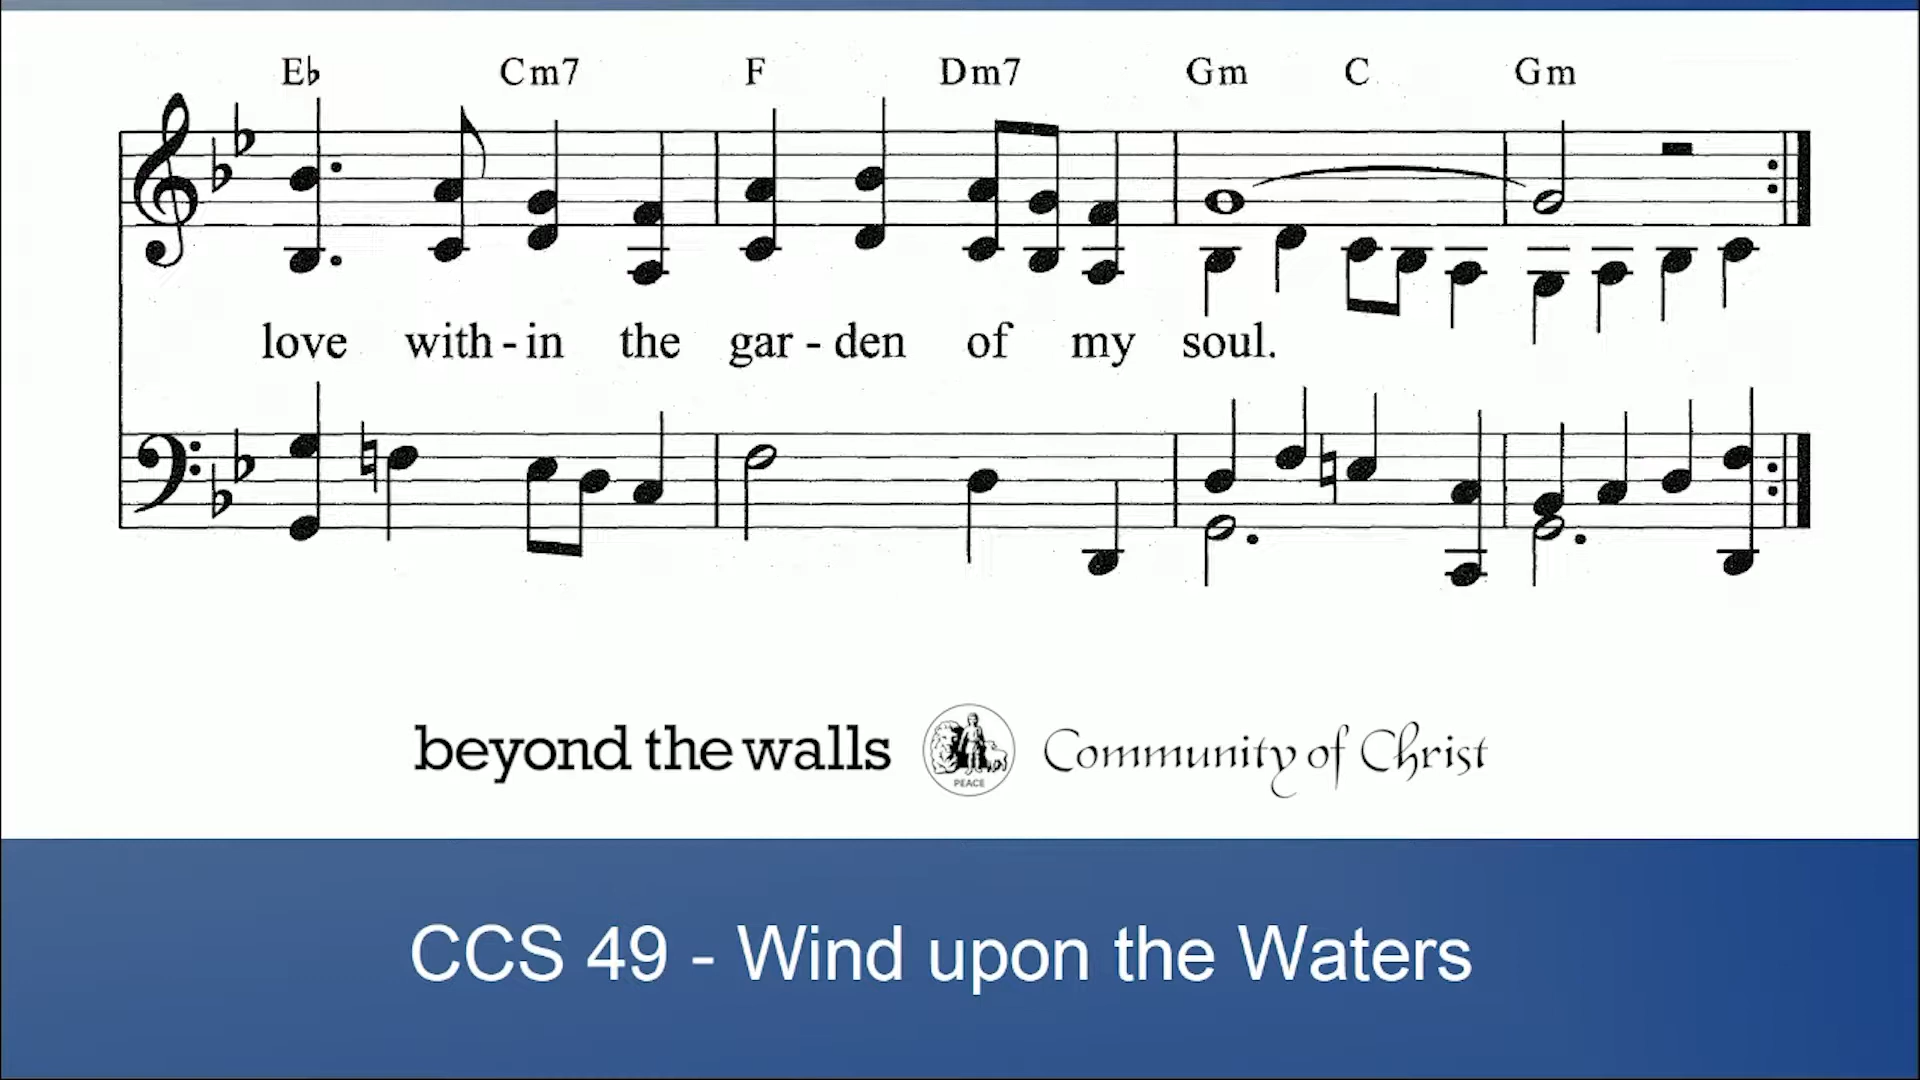 E♭ Cm7 F Dm7 Gm C Gm
love with-in the gar-den of my soul.
beyond the walls PEACE Community of Christ
CCS 49 - Wind upon the Waters